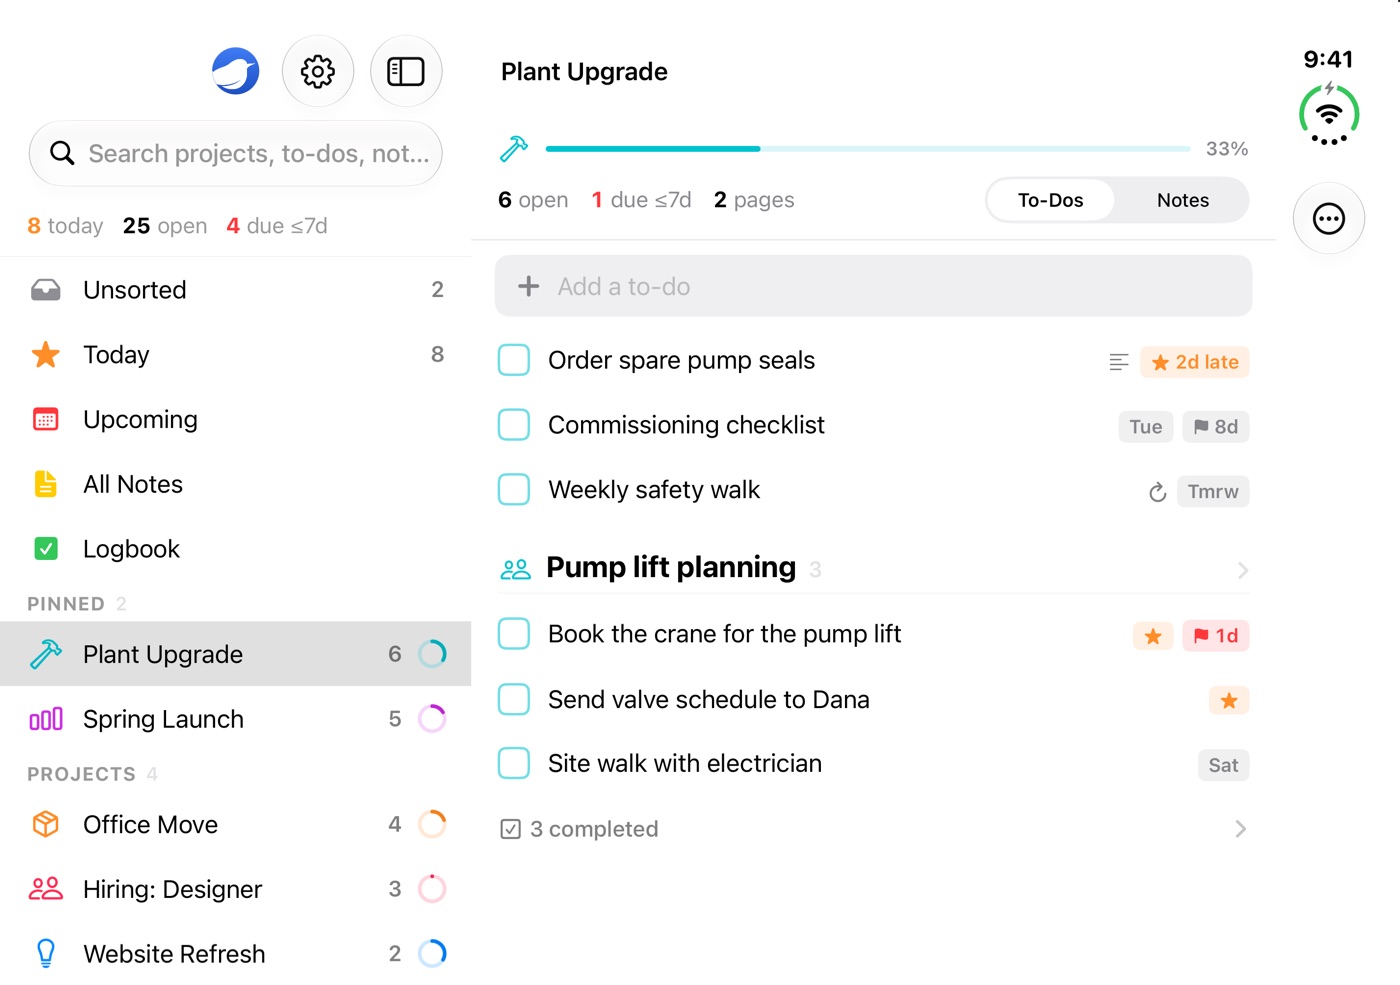 Search projects, to-dos, not...
8 today 25 open 4 due ≤7d
Unsorted 2
Today 8
Upcoming
All Notes
Logbook
PINNED 2
Plant Upgrade 6
Spring Launch 5
PROJECTS 4
Office Move 4
Hiring: Designer 3
Website Refresh 2
Plant Upgrade
33%
6 open 1 due ≤7d 2 pages
To-Dos Notes
Add a to-do
Order spare pump seals 2d late
Commissioning checklist Tue 8d
Weekly safety walk Tmrw
Pump lift planning 3
Book the crane for the pump lift 1d
Send valve schedule to Dana
Site walk with electrician Sat
3 completed
9:41